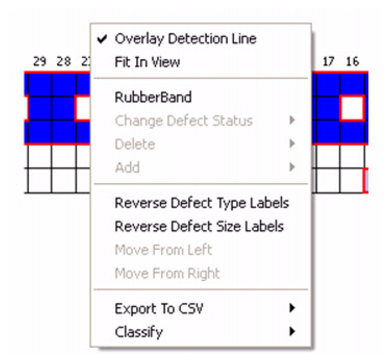 Overlay Detection Line
Fit In View
29 28 2 17 16
RubberBand
Change Defect Status
Delete
Add
Reverse Defect Type Labels
Reverse Defect Size Labels
Move From Left
Move From Right
Export To CSV
Classify